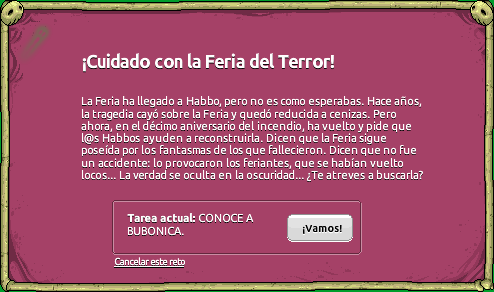 ¡Cuidado con la Feria del Terror!
La Feria ha llegado a Habbo, pero no es como esperabas. Hace años,
la tragedia cayó sobre la Feria y quedó reducida a cenizas. Pero
ahora, en el décimo aniversario del incendio, ha vuelto y pide que
l@s Habbos ayuden a reconstruirla. Dicen que la Feria sigue
poseída por los fantasmas de los que fallecieron. Dicen que no fue
un accidente: lo provocaron los feriantes, que se habían vuelto
locos... La verdad se oculta en la oscuridad... ¿Te atreves a buscarla?
Tarea actual: CONOCE A
BUBONICA.
¡Vamos!
Cancelar este reto